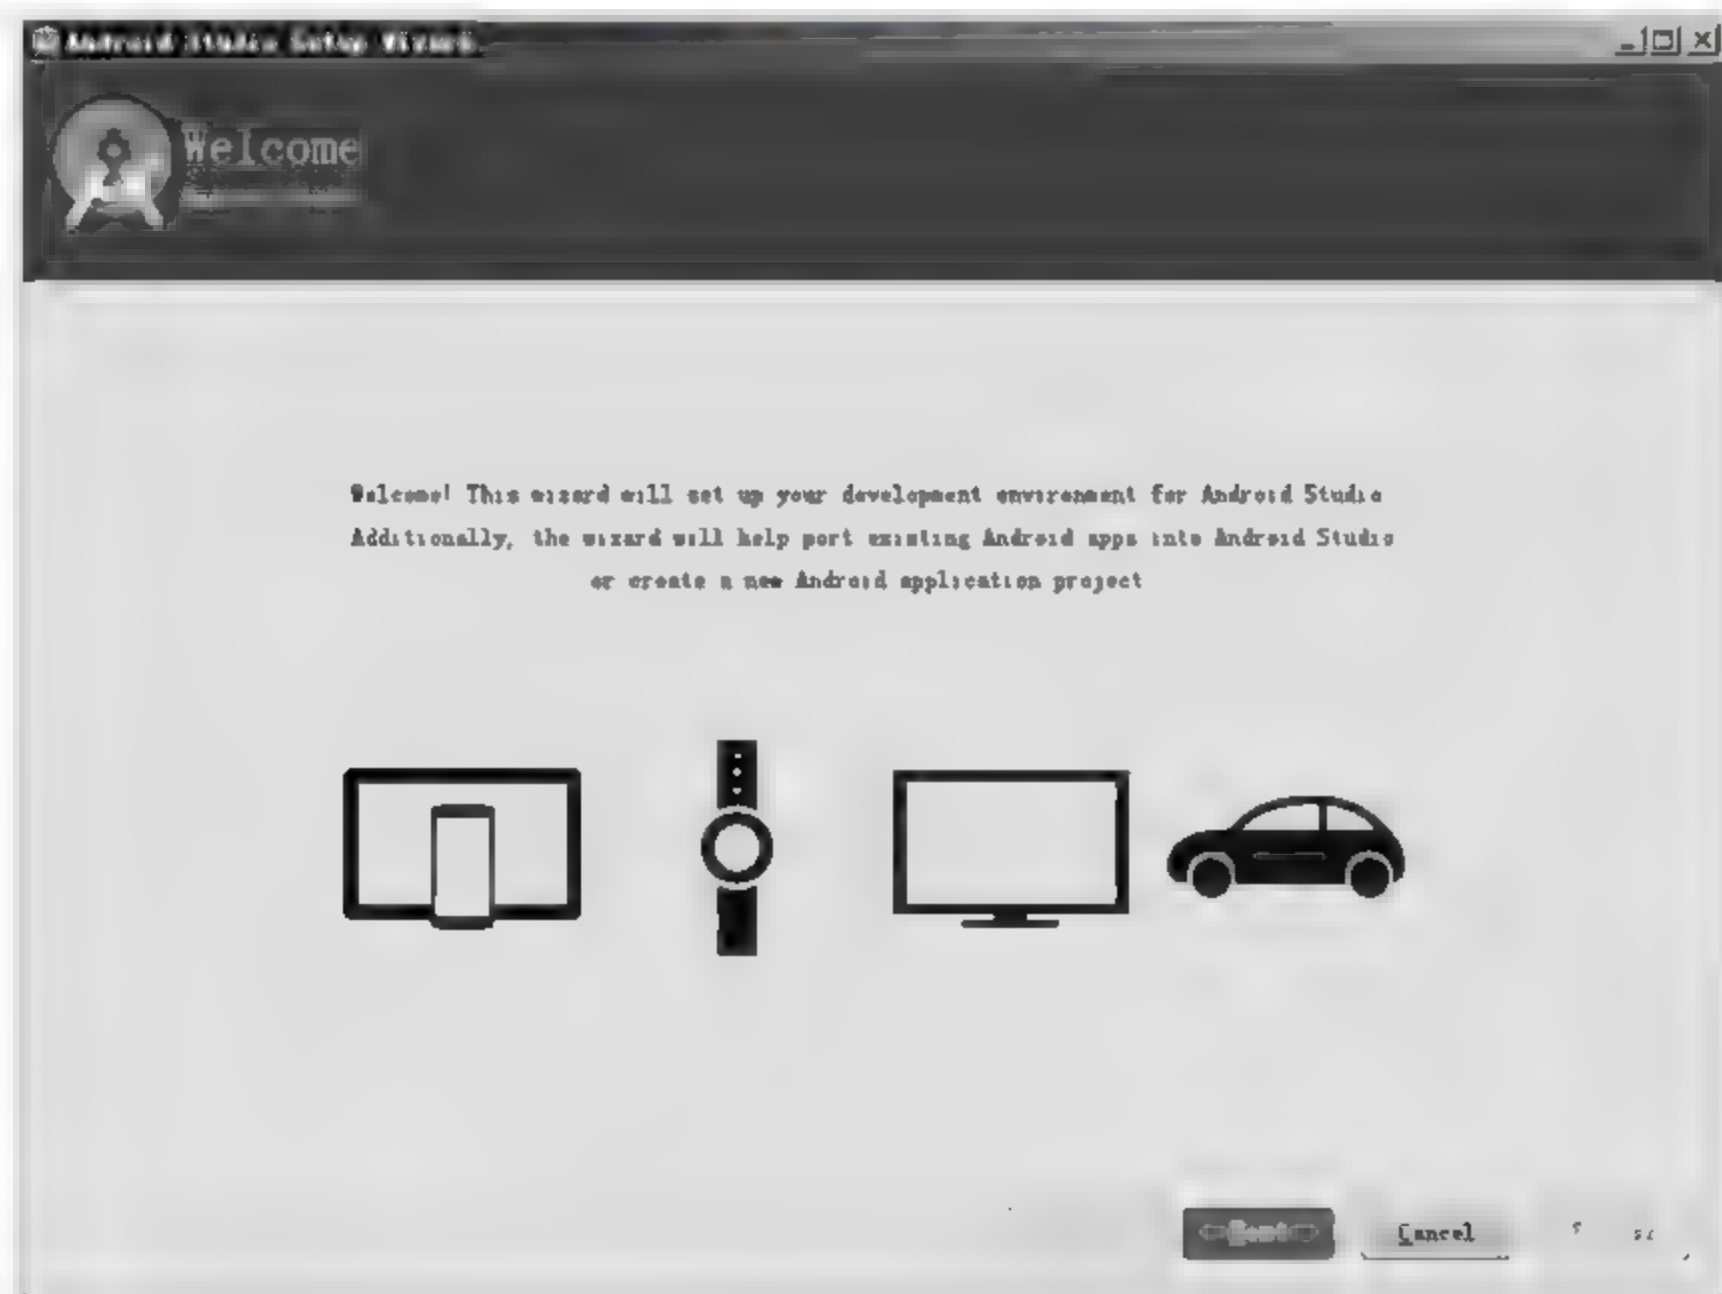 Android Studio Setup Wizard
Welcome
Welcome! This wizard will set up your development environment for Android Studio
Additionally, the wizard will help port existing Android apps into Android Studio
or create a new Android application project
Next
Cancel